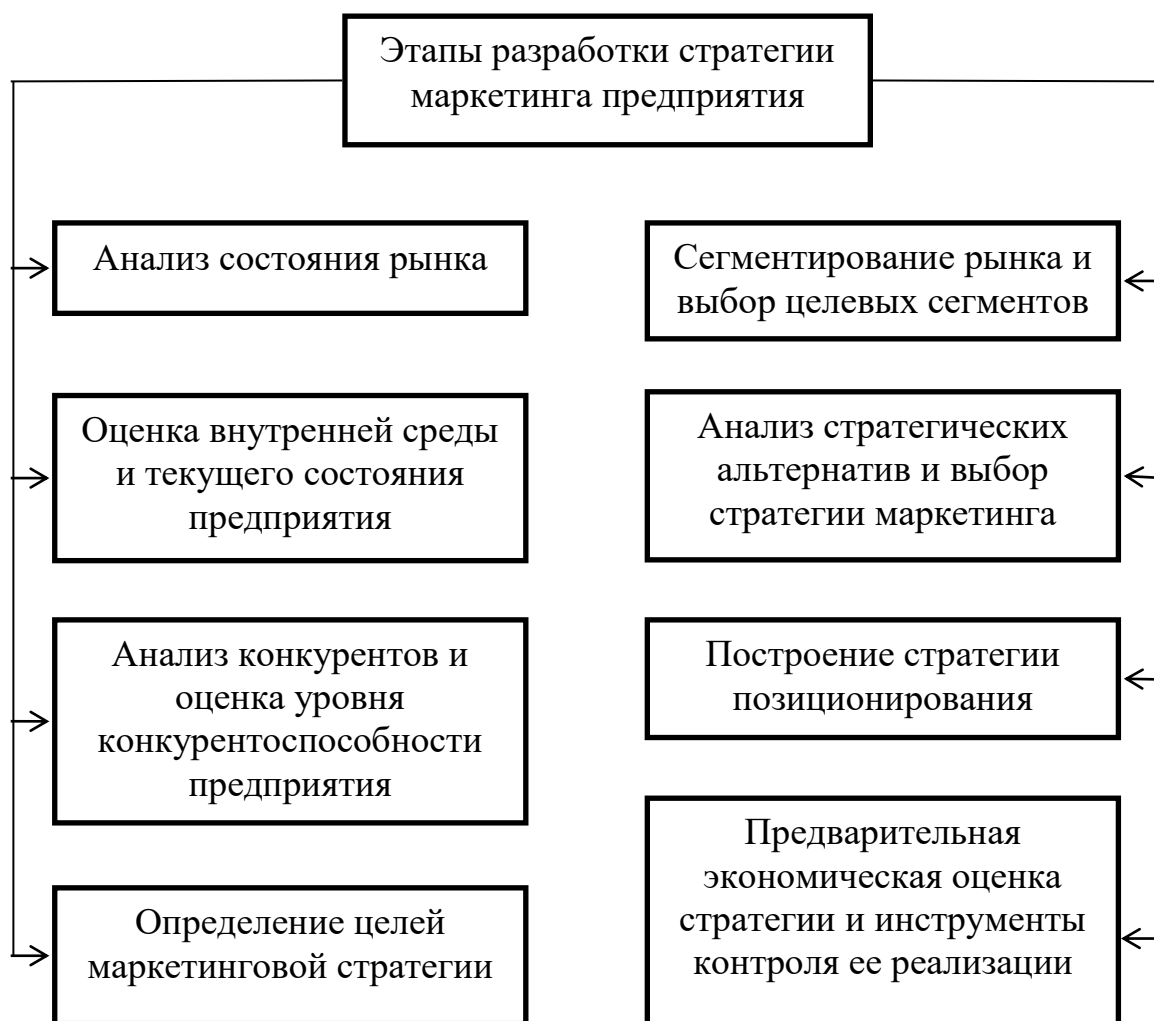 Этапы разработки стратегии
маркетинга предприятия
Анализ состояния рынка
Оценка внутренней среды
и текущего состояния
предприятия
Анализ конкурентов и
оценка уровня
конкурентоспособности
предприятия
Определение целей
маркетинговой стратегии
Сегментирование рынка и
выбор целевых сегментов
Анализ стратегических
альтернатив и выбор
стратегии маркетинга
Построение стратегии
позиционирования
Предварительная
экономическая оценка
стратегии и инструменты
контроля ее реализации